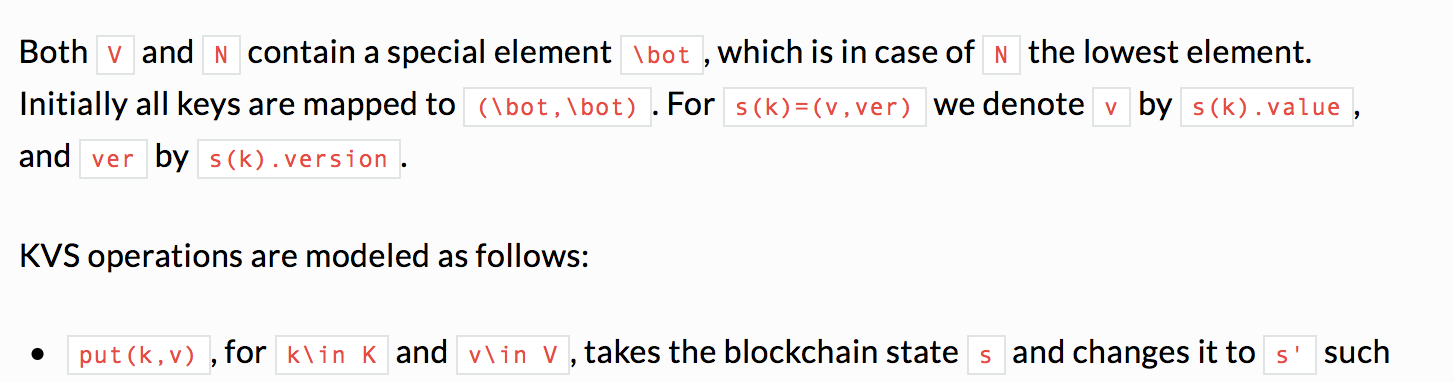 Both V and N contain a special element \bot, which is in case of N the lowest element.
Initially all keys are mapped to (\bot,\bot). For s(k)=(v,ver) we denote v by s(k).value,
and ver by s(k).version.
KVS operations are modeled as follows:
• put(k,v), for k\in K and v\in V, takes the blockchain state s and changes it to s' such